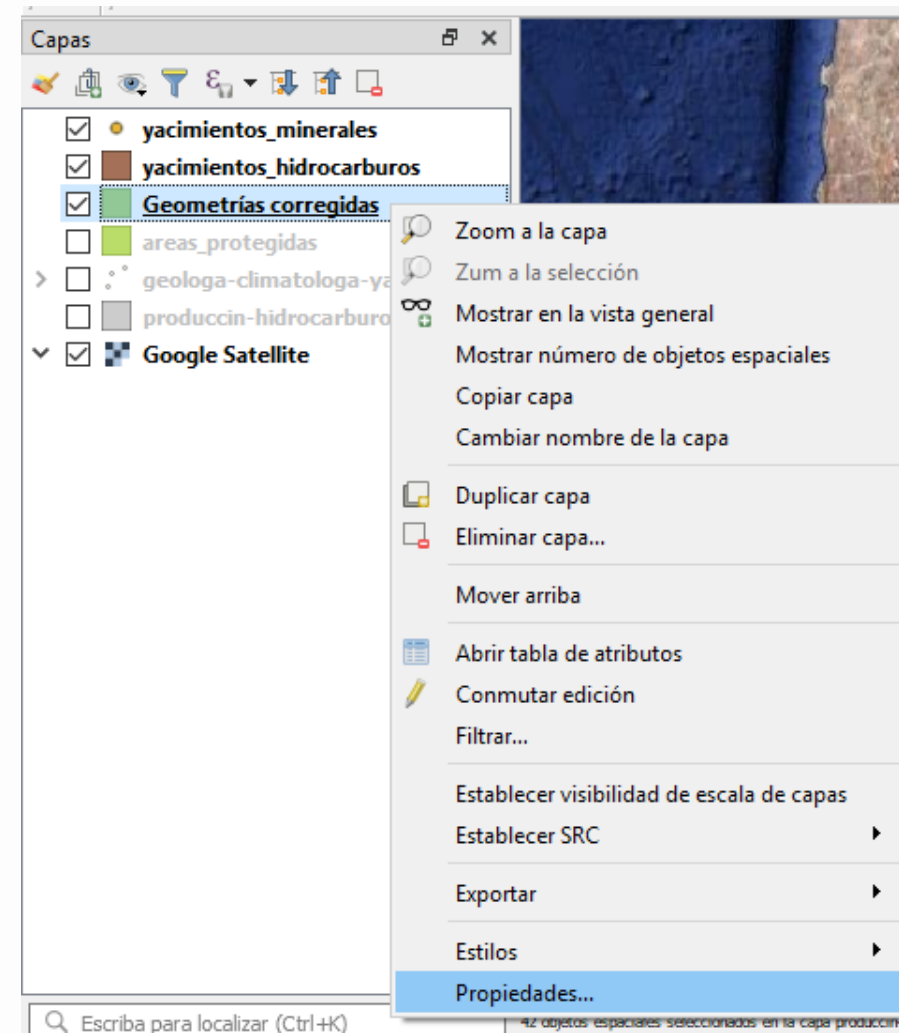 Capas
yacimientos_minerales
yacimientos_hidrocarburos
Geometrías corregidas
areas_protegidas
geologa-climatologa-ya
produccin-hidrocarburo
Google Satellite
Zoom a la capa
Zum a la selección
Mostrar en la vista general
Mostrar número de objetos espaciales
Copiar capa
Cambiar nombre de la capa
Duplicar capa
Eliminar capa...
Mover arriba
Abrir tabla de atributos
Conmutar edición
Filtrar...
Establecer visibilidad de escala de capas
Establecer SRC
Exportar
Estilos
Propiedades...
Escriba para localizar (Ctrl+K)
42 objetos espaciales seleccionados en la capa produccin